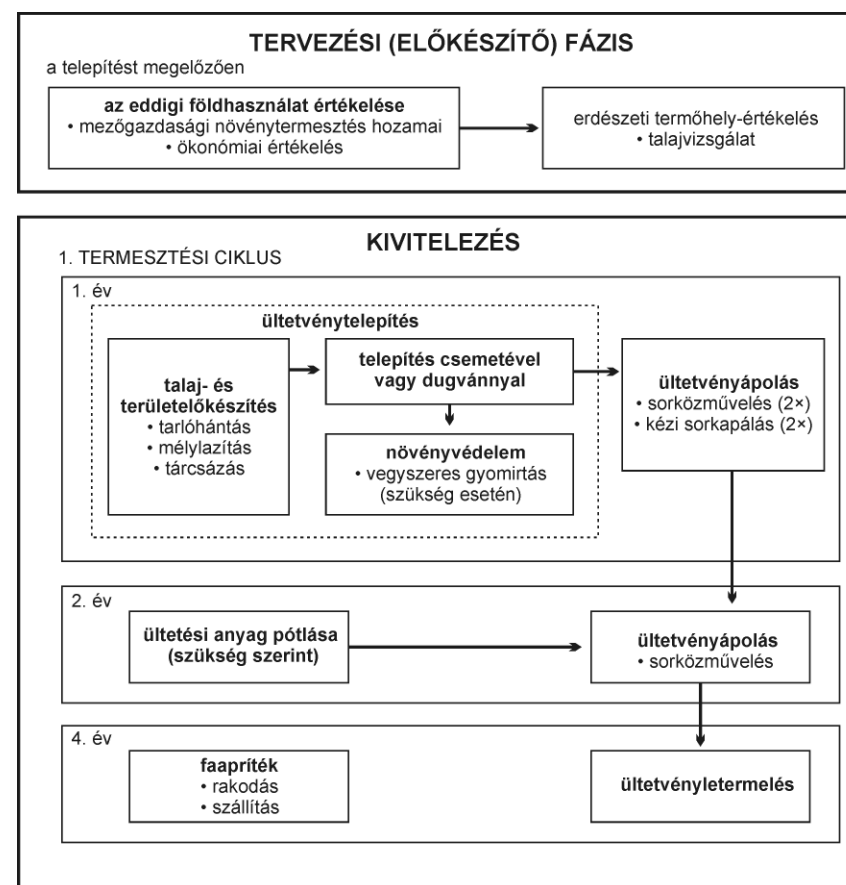 TERVEZÉSI (ELŐKÉSZÍTŐ) FÁZIS
a telepítést megelőzően
az eddigi földhasználat értékelése
• mezőgazdasági növénytermesztés hozamai
• ökonómiai értékelés
erdészeti termőhely-értékelés
• talajvizsgálat
KIVITELEZÉS
1. TERMESZTÉSI CIKLUS
1. év
ültetvénytelepítés
talaj- és
területelőkészítés
• tarlóhántás
• mélylazítás
• tárcsázás
telepítés csemetével
vagy dugvánnyal
növényvédelem
• vegyszeres gyomirtás
(szükség esetén)
ültetvényápolás
• sorközművelés (2×)
• kézi sorkapálás (2×)
2. év
ültetési anyag pótlása
(szükség szerint)
ültetvényápolás
• sorközművelés
4. év
faapríték
• rakodás
• szállítás
ültetvényletermelés